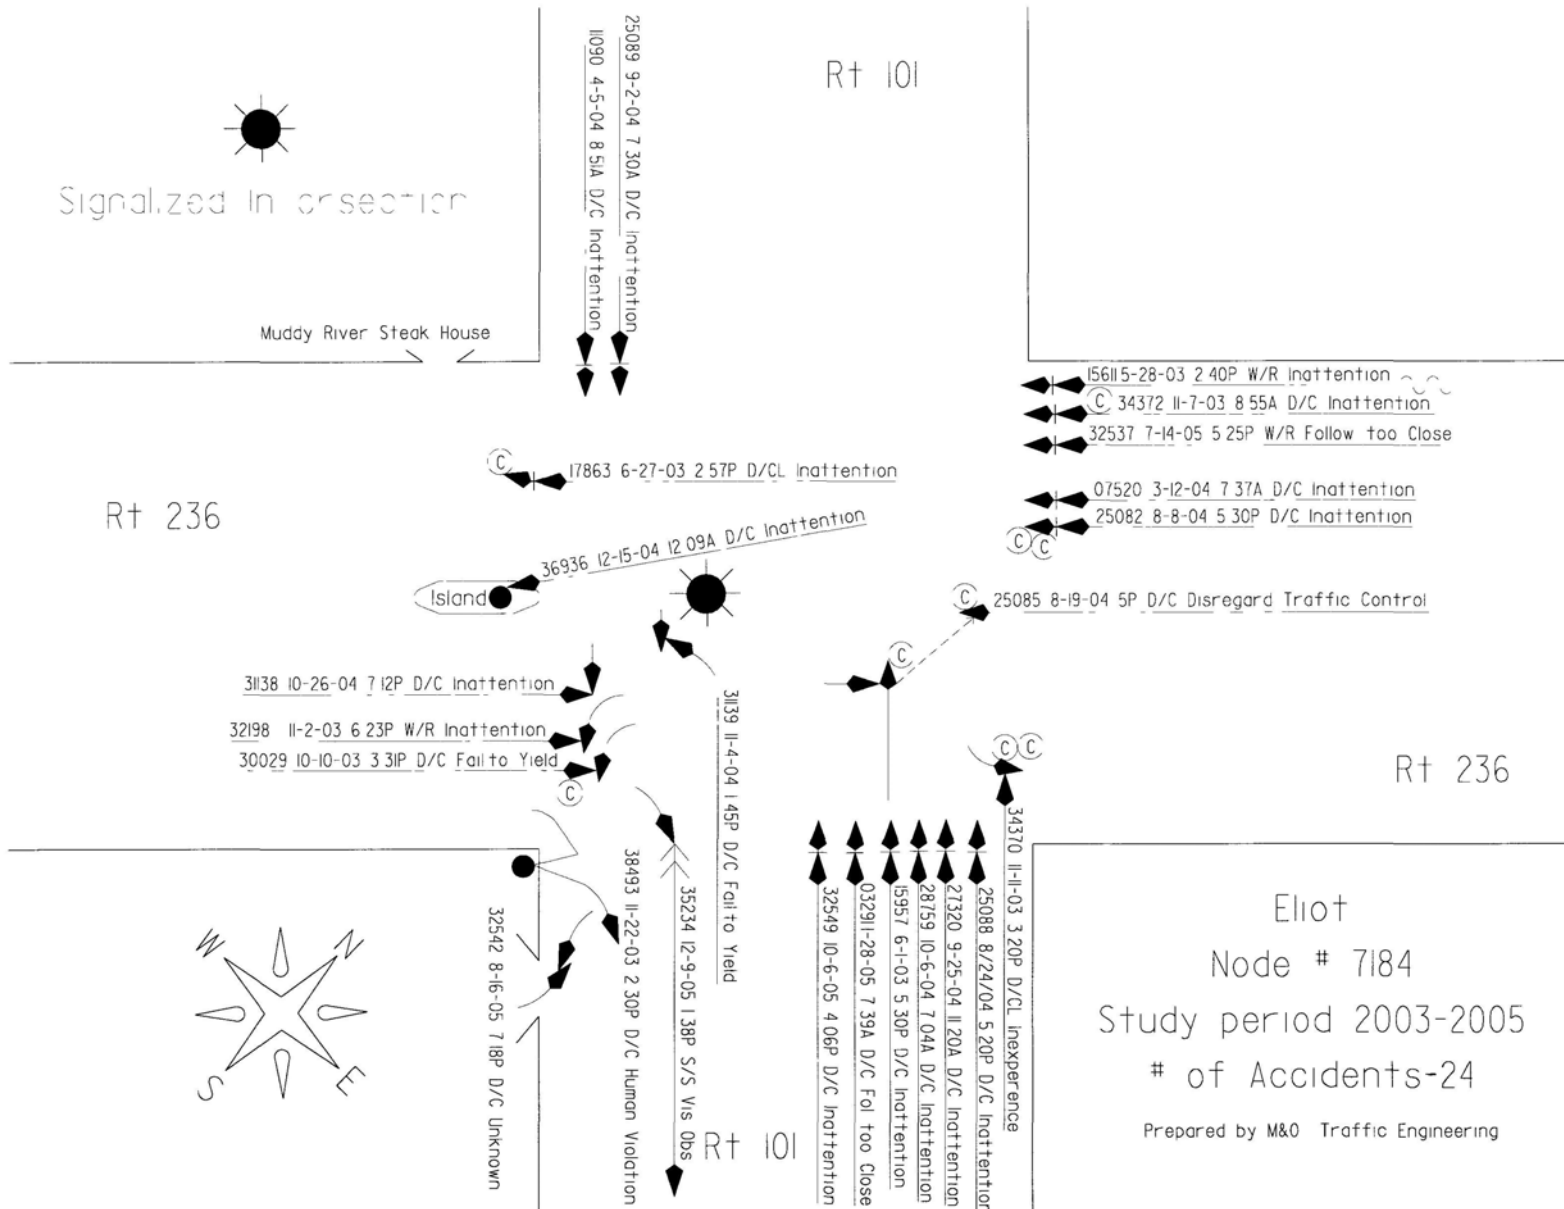 Rt 101
25089 9-2-04 7 30A D/C Inattention
11090 4-5-04 8 51A D/C Inattention
Muddy River Steak House
15611 5-28-03 2 40P W/R Inattention
C 34372 11-7-03 8 55A D/C Inattention
32537 7-14-05 5 25P W/R Follow too Close
C 17863 6-27-03 2 57P D/CL Inattention
07520 3-12-04 7 37A D/C Inattention
25082 8-8-04 5 30P D/C Inattention
C C
Rt 236
36936 12-15-04 12 09A D/C Inattention
Island
C 25085 8-19-04 5P D/C Disregard Traffic Control
C
31138 10-26-04 7 12P D/C Inattention
32198 11-2-03 6 23P W/R Inattention
30029 10-10-03 3 31P D/C Fail to Yield
C
31139 11-4-04 1 45P D/C Fail to Yield
C C
Rt 236
34370 11-11-03 3 20P D/CL Inexperence
32542 8-16-05 7 18P D/C Unknown
38493 11-22-03 2 30P D/C Human Violation
35234 12-9-05 1 38P S/S Vis Obs
32549 10-6-05 4 06P D/C Inattention
03291 1-28-05 7 39A D/C Fol too Close
15957 6-1-03 5 30P D/C Inattention
28759 10-6-04 7 04A D/C Inattention
27320 9-25-04 11 20A D/C Inattention
25088 8/24/04 5 20P D/C Inattention
W N
S E
Rt 101
Eliot
Node # 7184
Study period 2003-2005
# of Accidents-24
Prepared by M&O Traffic Engineering